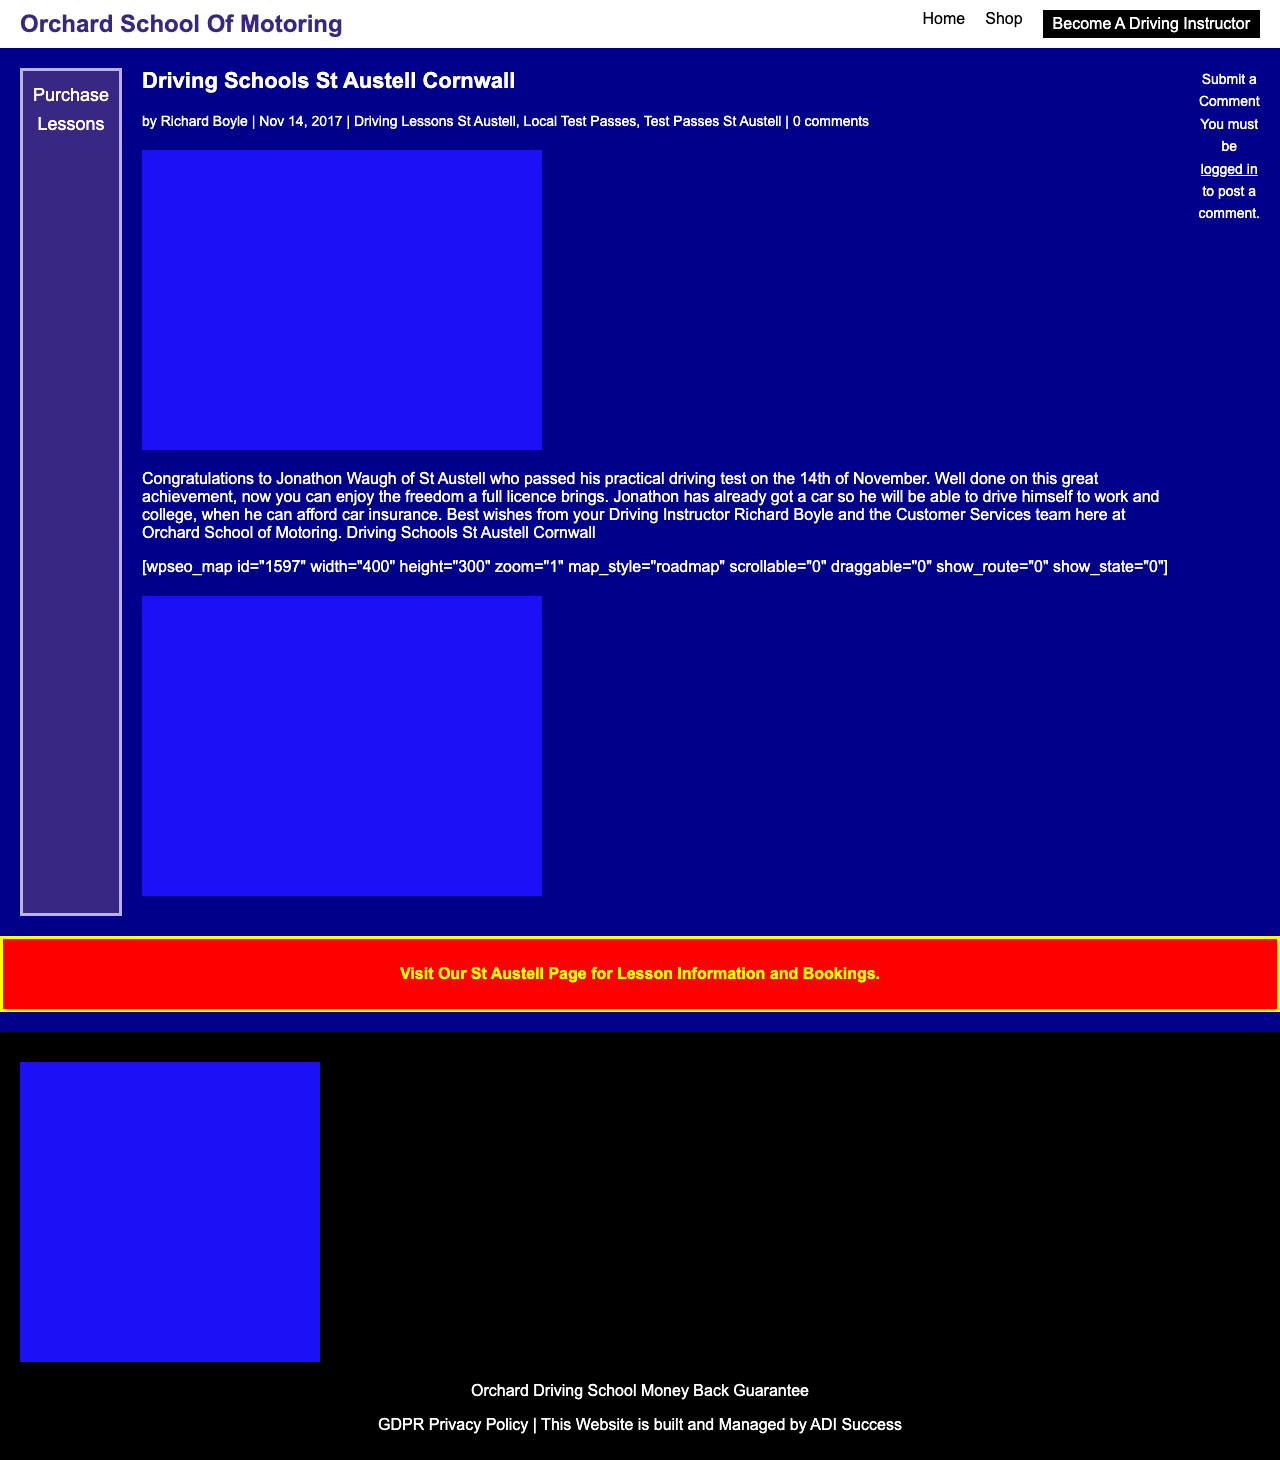 Orchard School Of Motoring
Home
Shop
Become A Driving Instructor
Purchase
Lessons
Driving Schools St Austell Cornwall
by Richard Boyle | Nov 14, 2017 | Driving Lessons St Austell, Local Test Passes, Test Passes St Austell | 0 comments
Congratulations to Jonathon Waugh of St Austell who passed his practical driving test on the 14th of November. Well done on this great
achievement, now you can enjoy the freedom a full licence brings. Jonathon has already got a car so he will be able to drive himself to work and
college, when he can afford car insurance. Best wishes from your Driving Instructor Richard Boyle and the Customer Services team here at
Orchard School of Motoring. Driving Schools St Austell Cornwall
[wpseo_map id="1597" width="400" height="300" zoom="1" map_style="roadmap" scrollable="0" draggable="0" show_route="0" show_state="0"]
Submit a
Comment
You must
be
logged in
to post a
comment.
Visit Our St Austell Page for Lesson Information and Bookings.
Orchard Driving School Money Back Guarantee
GDPR Privacy Policy | This Website is built and Managed by ADI Success